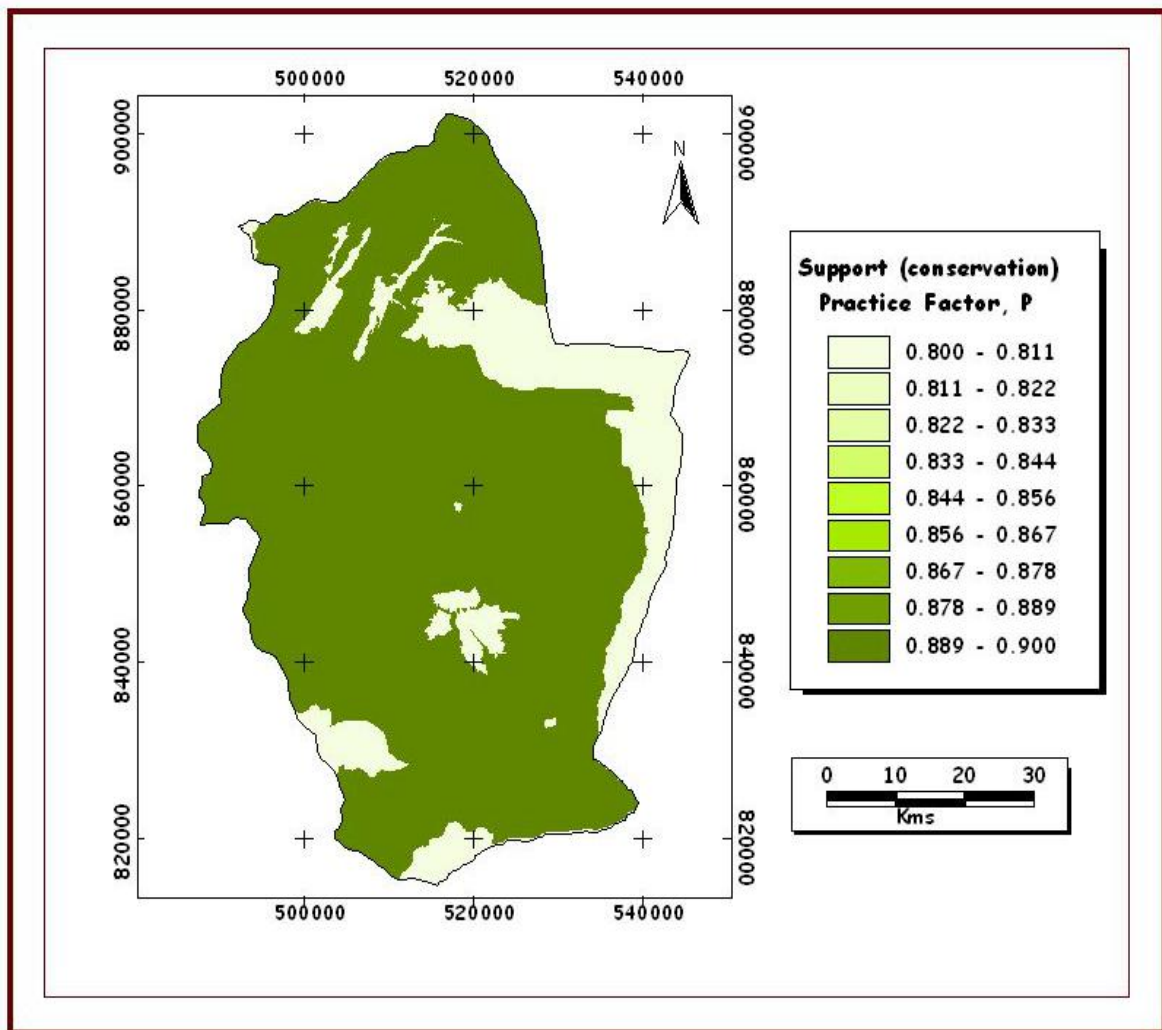 500000 520000 540000
900000
900000
N
880000
880000
860000
860000
840000
840000
820000
820000
500000 520000 540000
Support (conservation)
Practice Factor, P
0.800 - 0.811
0.811 - 0.822
0.822 - 0.833
0.833 - 0.844
0.844 - 0.856
0.856 - 0.867
0.867 - 0.878
0.878 - 0.889
0.889 - 0.900
0 10 20 30
Kms